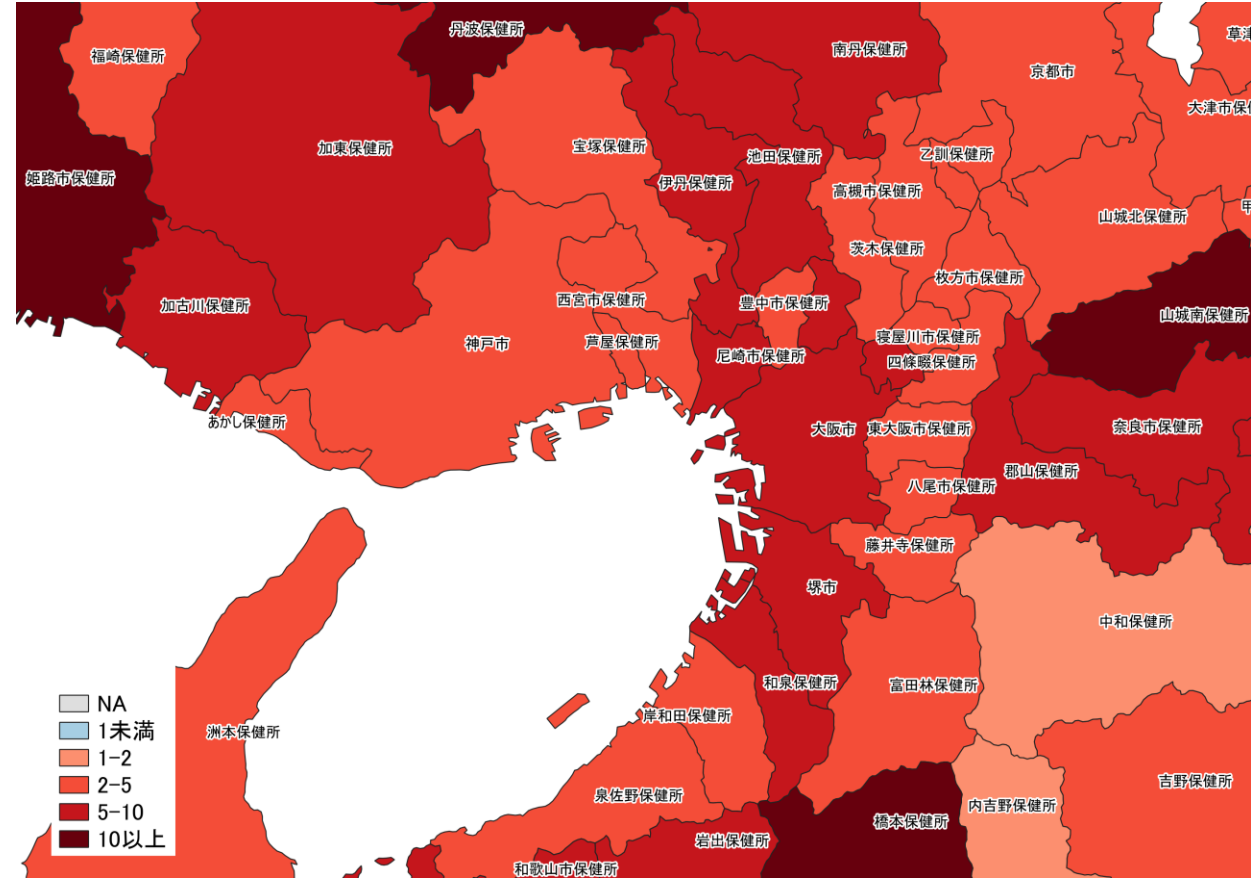 丹波保健所
南丹保健所
草津
福崎保健所
京都市
大津市保健
加東保健所
宝塚保健所
池田保健所
乙訓保健所
姫路市保健所
伊丹保健所
高槻市保健所
甲
山城北保健所
茨木保健所
枚方市保健所
加古川保健所
西宮市保健所
豊中市保健所
山城南保健所
神戸市
芦屋保健所
寝屋川市保健所
尼崎市保健所
四條畷保健所
あかし保健所
大阪市
東大阪市保健所
奈良市保健所
郡山保健所
八尾市保健所
藤井寺保健所
堺市
中和保健所
和泉保健所
富田林保健所
岸和田保健所
洲本保健所
吉野保健所
泉佐野保健所
内吉野保健所
橋本保健所
岩出保健所
和歌山市保健所
NA
1未満
1-2
2-5
5-10
10以上